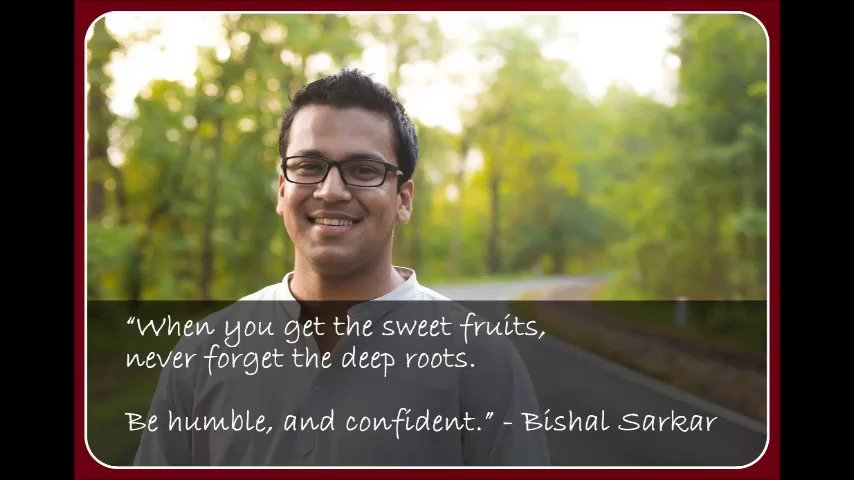 “When you get the sweet fruits,
never forget the deep roots.
Be humble, and confident.” - Bishal Sarkar